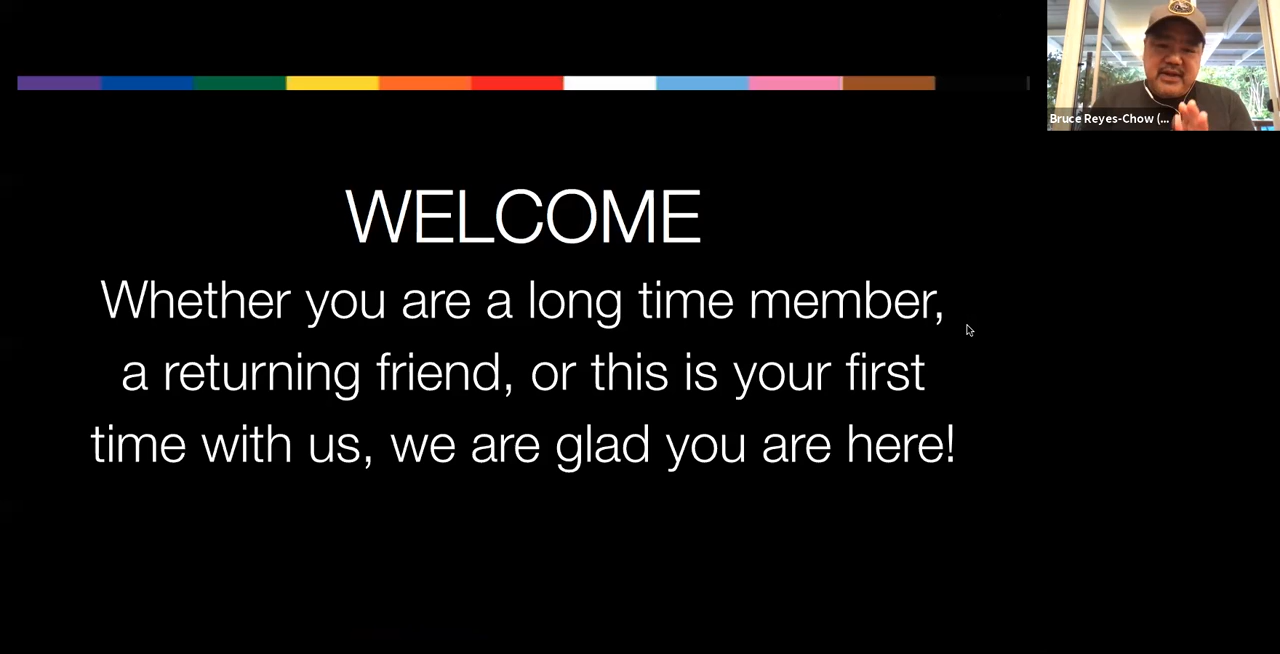 Bruce Reyes-Chow (...
WELCOME
Whether you are a long time member,
a returning friend, or this is your first
time with us, we are glad you are here!